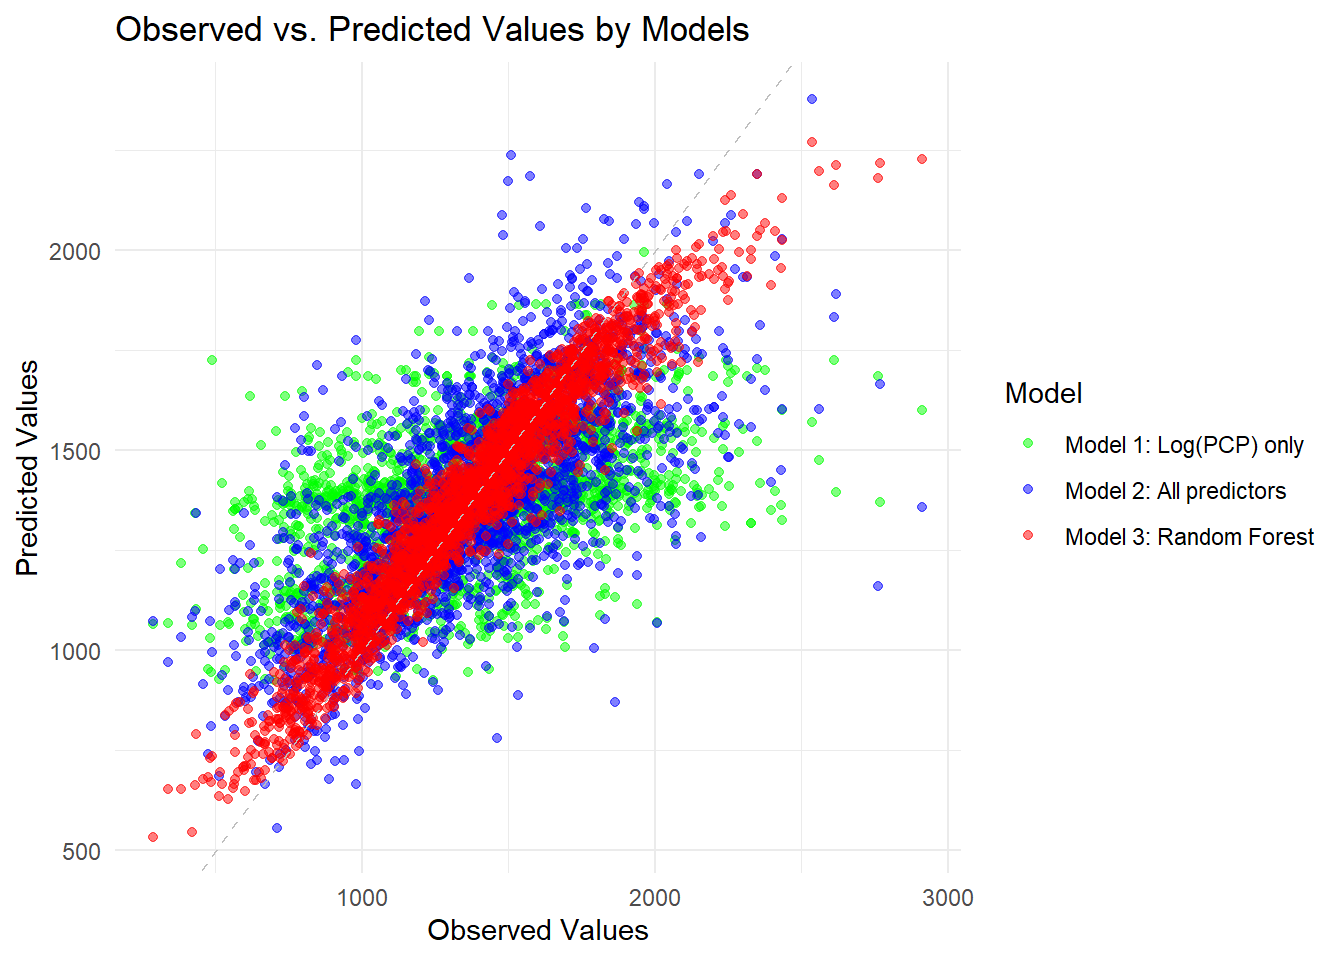 Observed vs. Predicted Values by Models
Predicted Values
2000
1500
1000
500
1000
2000
3000
Observed Values
Model
Model 1: Log(PCP) only
Model 2: All predictors
Model 3: Random Forest